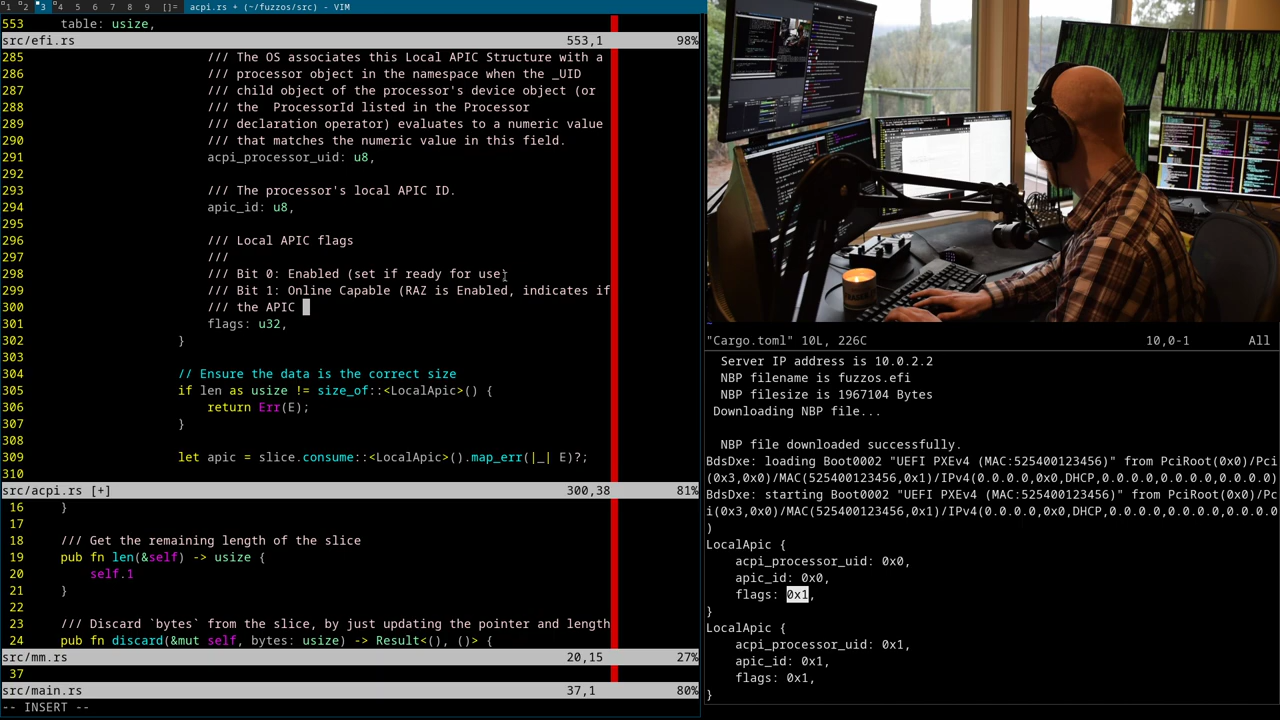 1 2 3 4 5 6 7 8 9 []= acpi.rs + (~/fuzzos/src) - VIM
553     table: usize,
src/efi.rs 553,1 98%
285 /// The OS associates this Local APIC Structure with a
286 /// processor object in the namespace when the _UID
287 /// child object of the processor's device object (or
288 /// the  ProcessorId listed in the Processor
289 /// declaration operator) evaluates to a numeric value
290 /// that matches the numeric value in this field.
291 acpi_processor_uid: u8,
292
293 /// The processor's local APIC ID.
294 apic_id: u8,
295
296 /// Local APIC flags
297 ///
298 /// Bit 0: Enabled (set if ready for use)
299 /// Bit 1: Online Capable (RAZ is Enabled, indicates if
300 /// the APIC
301 flags: u32,
302 }
303
304 // Ensure the data is the correct size
305 if len as usize != size_of::<LocalApic>() {
306 return Err(E);
307 }
308
309 let apic = slice.consume::<LocalApic>().map_err(|_| E)?;
310
src/acpi.rs [+] 300,38 81%
16 }
17
18 /// Get the remaining length of the slice
19 pub fn len(&self) -> usize {
20 self.1
21 }
22
23 /// Discard `bytes` from the slice, by just updating the pointer and length
24 pub fn discard(&mut self, bytes: usize) -> Result<(), ()> {
src/mm.rs 20,15 27%
37
src/main.rs 37,1 80%
-- INSERT --
"Cargo.toml" 10L, 226C 10,0-1 All
Server IP address is 10.0.2.2
NBP filename is fuzzos.efi
NBP filesize is 1967104 Bytes
Downloading NBP file...
NBP file downloaded successfully.
BdsDxe: loading Boot0002 "UEFI PXEv4 (MAC:525400123456)" from PciRoot(0x0)/Pci
(0x3,0x0)/MAC(525400123456,0x1)/IPv4(0.0.0.0,0x0,DHCP,0.0.0.0,0.0.0.0,0.0.0.0)
BdsDxe: starting Boot0002 "UEFI PXEv4 (MAC:525400123456)" from PciRoot(0x0)/Pc
i(0x3,0x0)/MAC(525400123456,0x1)/IPv4(0.0.0.0,0x0,DHCP,0.0.0.0,0.0.0.0,0.0.0.0
)
LocalApic {
acpi_processor_uid: 0x0,
apic_id: 0x0,
flags: 0x1,
}
LocalApic {
acpi_processor_uid: 0x1,
apic_id: 0x1,
flags: 0x1,
}